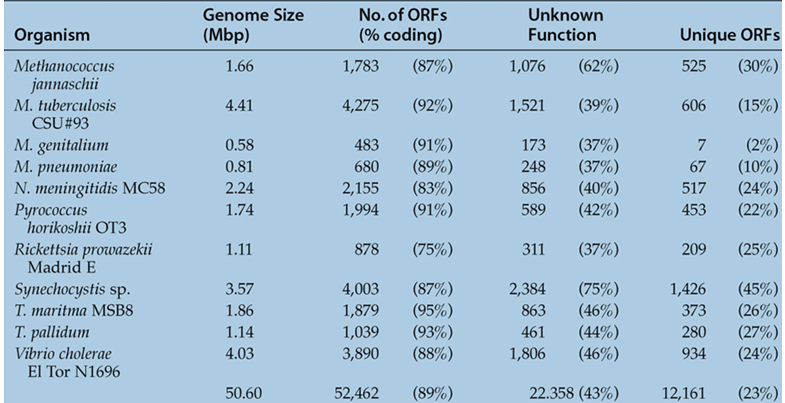 Organism Genome Size (Mbp) No. of ORFs (% coding) Unknown Function Unique ORFs
Methanococcus jannaschii 1.66 1,783 (87%) 1,076 (62%) 525 (30%)
M. tuberculosis CSU#93 4.41 4,275 (92%) 1,521 (39%) 606 (15%)
M. genitalium 0.58 483 (91%) 173 (37%) 7 (2%)
M. pneumoniae 0.81 680 (89%) 248 (37%) 67 (10%)
N. meningitidis MC58 2.24 2,155 (83%) 856 (40%) 517 (24%)
Pyrococcus horikoshii OT3 1.74 1,994 (91%) 589 (42%) 453 (22%)
Rickettsia prowazekii Madrid E 1.11 878 (75%) 311 (37%) 209 (25%)
Synechocystis sp. 3.57 4,003 (87%) 2,384 (75%) 1,426 (45%)
T. maritma MSB8 1.86 1,879 (95%) 863 (46%) 373 (26%)
T. pallidum 1.14 1,039 (93%) 461 (44%) 280 (27%)
Vibrio cholerae El Tor N1696 4.03 3,890 (88%) 1,806 (46%) 934 (24%)
50.60 52,462 (89%) 22.358 (43%) 12,161 (23%)